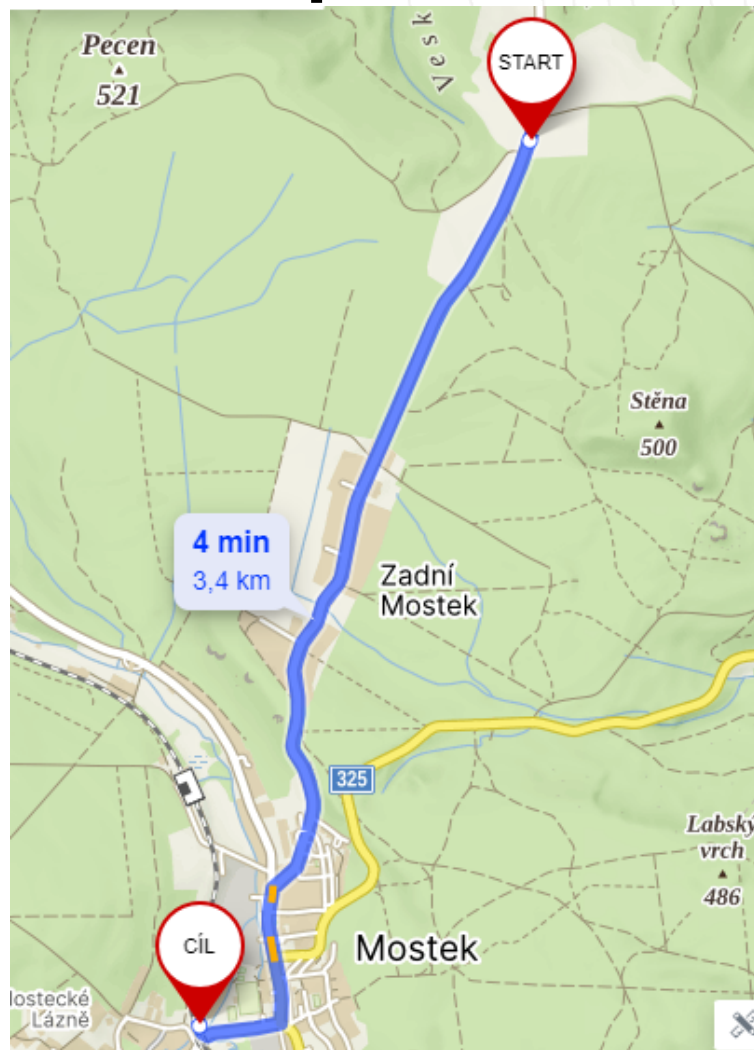 Pecen
521
Vesk
START
Stěna
500
4 min
3,4 km
Zadní
Mostek
325
Labský
vrch
486
CÍL
Mostek
lostecké
Lázně